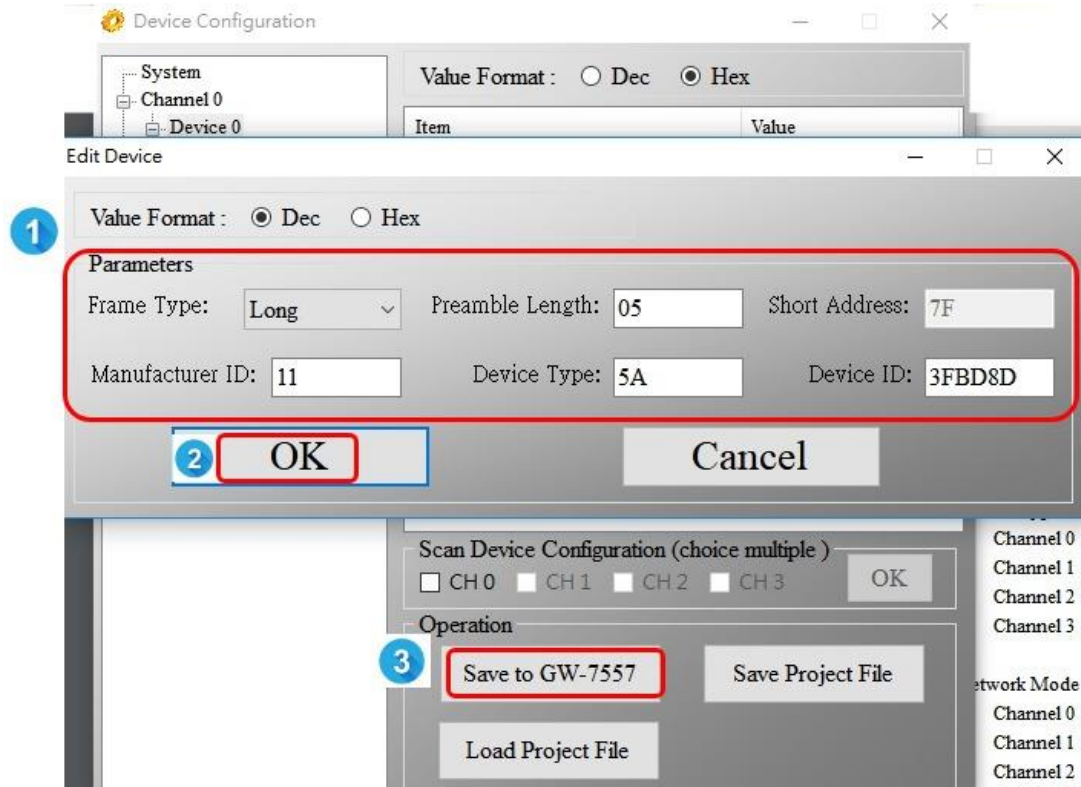 Device Configuration
System
Channel 0
Device 0
Value Format : Dec Hex
Item Value
Edit Device
1
Value Format : Dec Hex
Parameters
Frame Type: Long Preamble Length: 05 Short Address: 7F
Manufacturer ID: 11 Device Type: 5A Device ID: 3FBD8D
2 OK Cancel
Scan Device Configuration (choice multiple )
CH 0 CH 1 CH 2 CH 3 OK
Operation
3 Save to GW-7557 Save Project File
Load Project File
Channel 0
Channel 1
Channel 2
Channel 3
etwork Mode
Channel 0
Channel 1
Channel 2